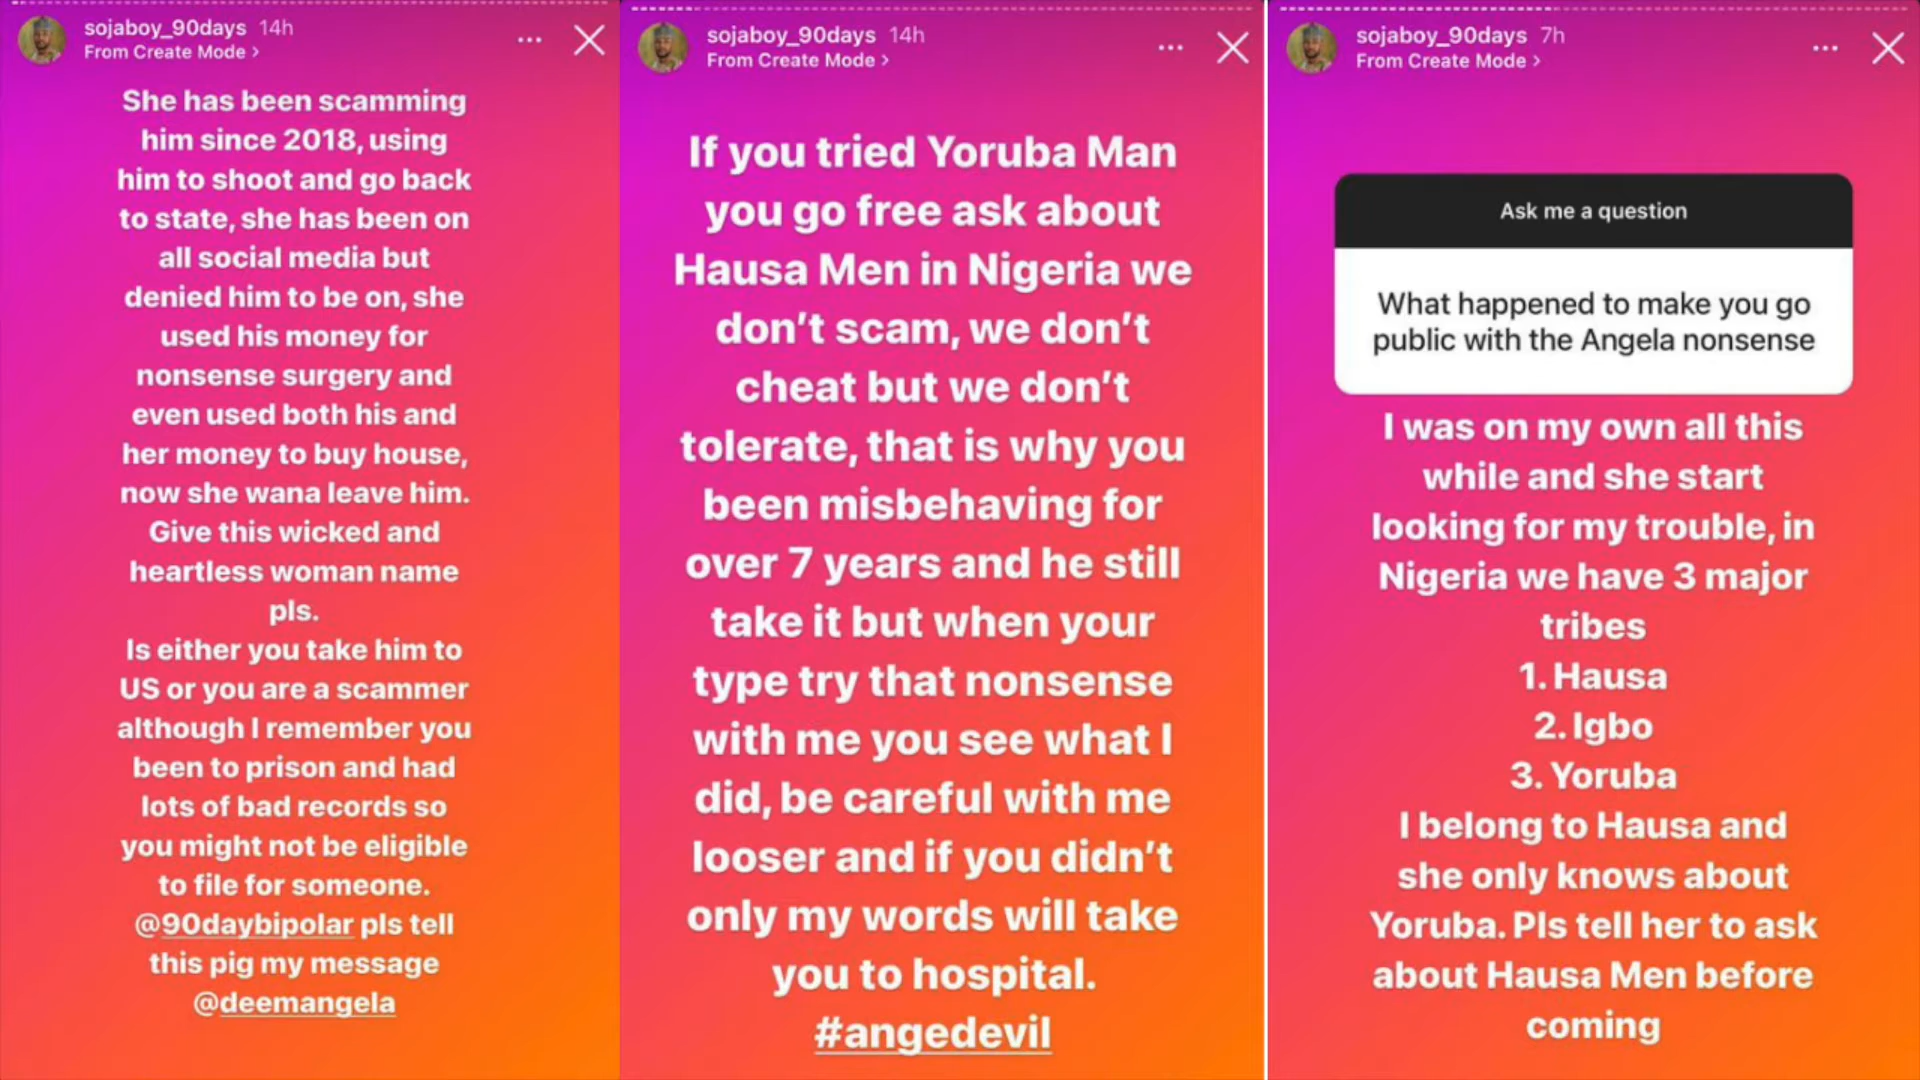 sojaboy_90days 14h
From Create Mode >
She has been scamming
him since 2018, using
him to shoot and go back
to state, she has been on
all social media but
denied him to be on, she
used his money for
nonsense surgery and
even used both his and
her money to buy house,
now she wana leave him.
Give this wicked and
heartless woman name
pls.
Is either you take him to
US or you are a scammer
although I remember you
been to prison and had
lots of bad records so
you might not be eligible
to file for someone.
@90daybipolar pls tell
this pig my message
@deemangela
sojaboy_90days 14h
From Create Mode >
If you tried Yoruba Man
you go free ask about
Hausa Men in Nigeria we
don't scam, we don't
cheat but we don't
tolerate, that is why you
been misbehaving for
over 7 years and he still
take it but when your
type try that nonsense
with me you see what I
did, be careful with me
looser and if you didn't
only my words will take
you to hospital.
#angedevil
sojaboy_90days 7h
From Create Mode >
Ask me a question
What happened to make you go
public with the Angela nonsense
I was on my own all this
while and she start
looking for my trouble, in
Nigeria we have 3 major
tribes
1. Hausa
2. Igbo
3. Yoruba
I belong to Hausa and
she only knows about
Yoruba. Pls tell her to ask
about Hausa Men before
coming